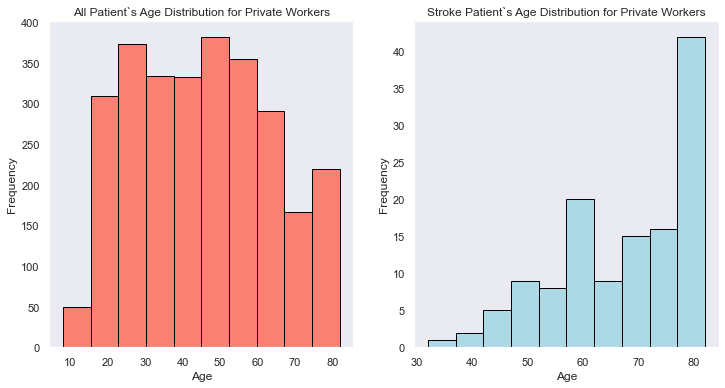 All Patient`s Age Distribution for Private Workers
400
350
300
250
200
150
100
50
0
Frequency
10 20 30 40 50 60 70 80
Age
Stroke Patient`s Age Distribution for Private Workers
40
35
30
25
20
15
10
5
0
Frequency
30 40 50 60 70 80
Age